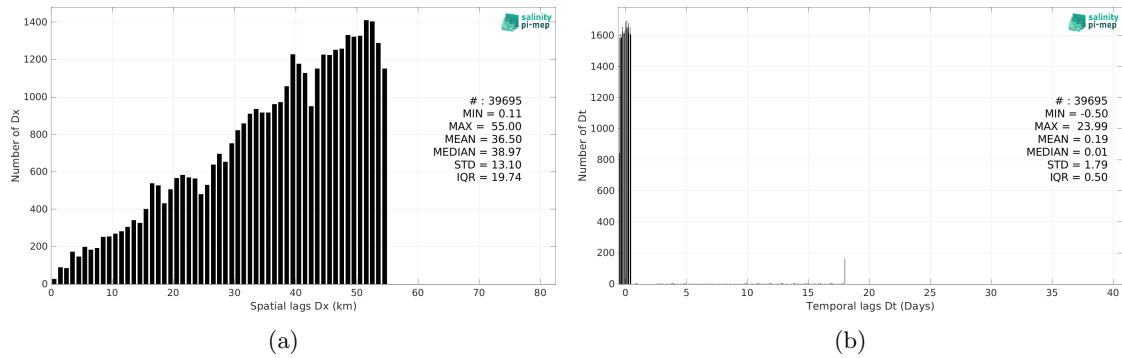 1400
1200
1000
800
600
400
200
0
Number of Dx
0 10 20 30 40 50 60 70 80
Spatial lags Dx (km)
salinity
pi-mep
# : 39695
MIN = 0.11
MAX = 55.00
MEAN = 36.50
MEDIAN = 38.97
STD = 13.10
IQR = 19.74
(a)
1600
1400
1200
1000
800
600
400
200
0
Number of Dt
0 5 10 15 20 25 30 35 40
Temporal lags Dt (Days)
salinity
pi-mep
# : 39695
MIN = -0.50
MAX = 23.99
MEAN = 0.19
MEDIAN = 0.01
STD = 1.79
IQR = 0.50
(b)